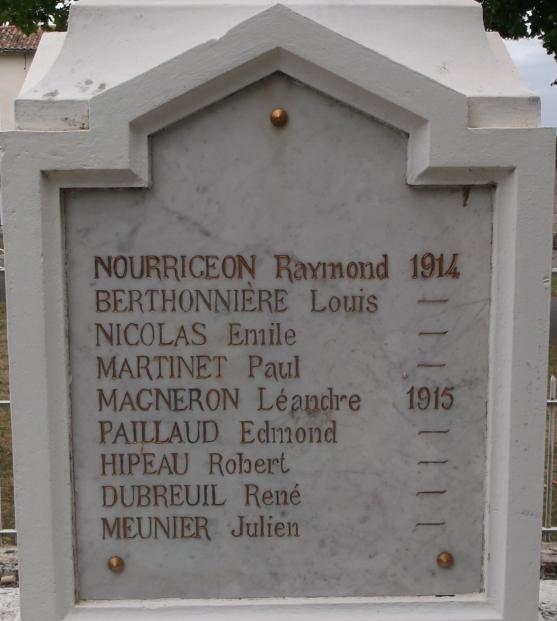 NOURRIGEON Raymond 1914
BERTHONNIÈRE Louis —
NICOLAS Emile —
MARTINET Paul —
MAGNERON Léandre 1915
PAILLAUD Edmond —
HIPEAU Robert —
DUBREUIL René —
MEUNIER Julien —